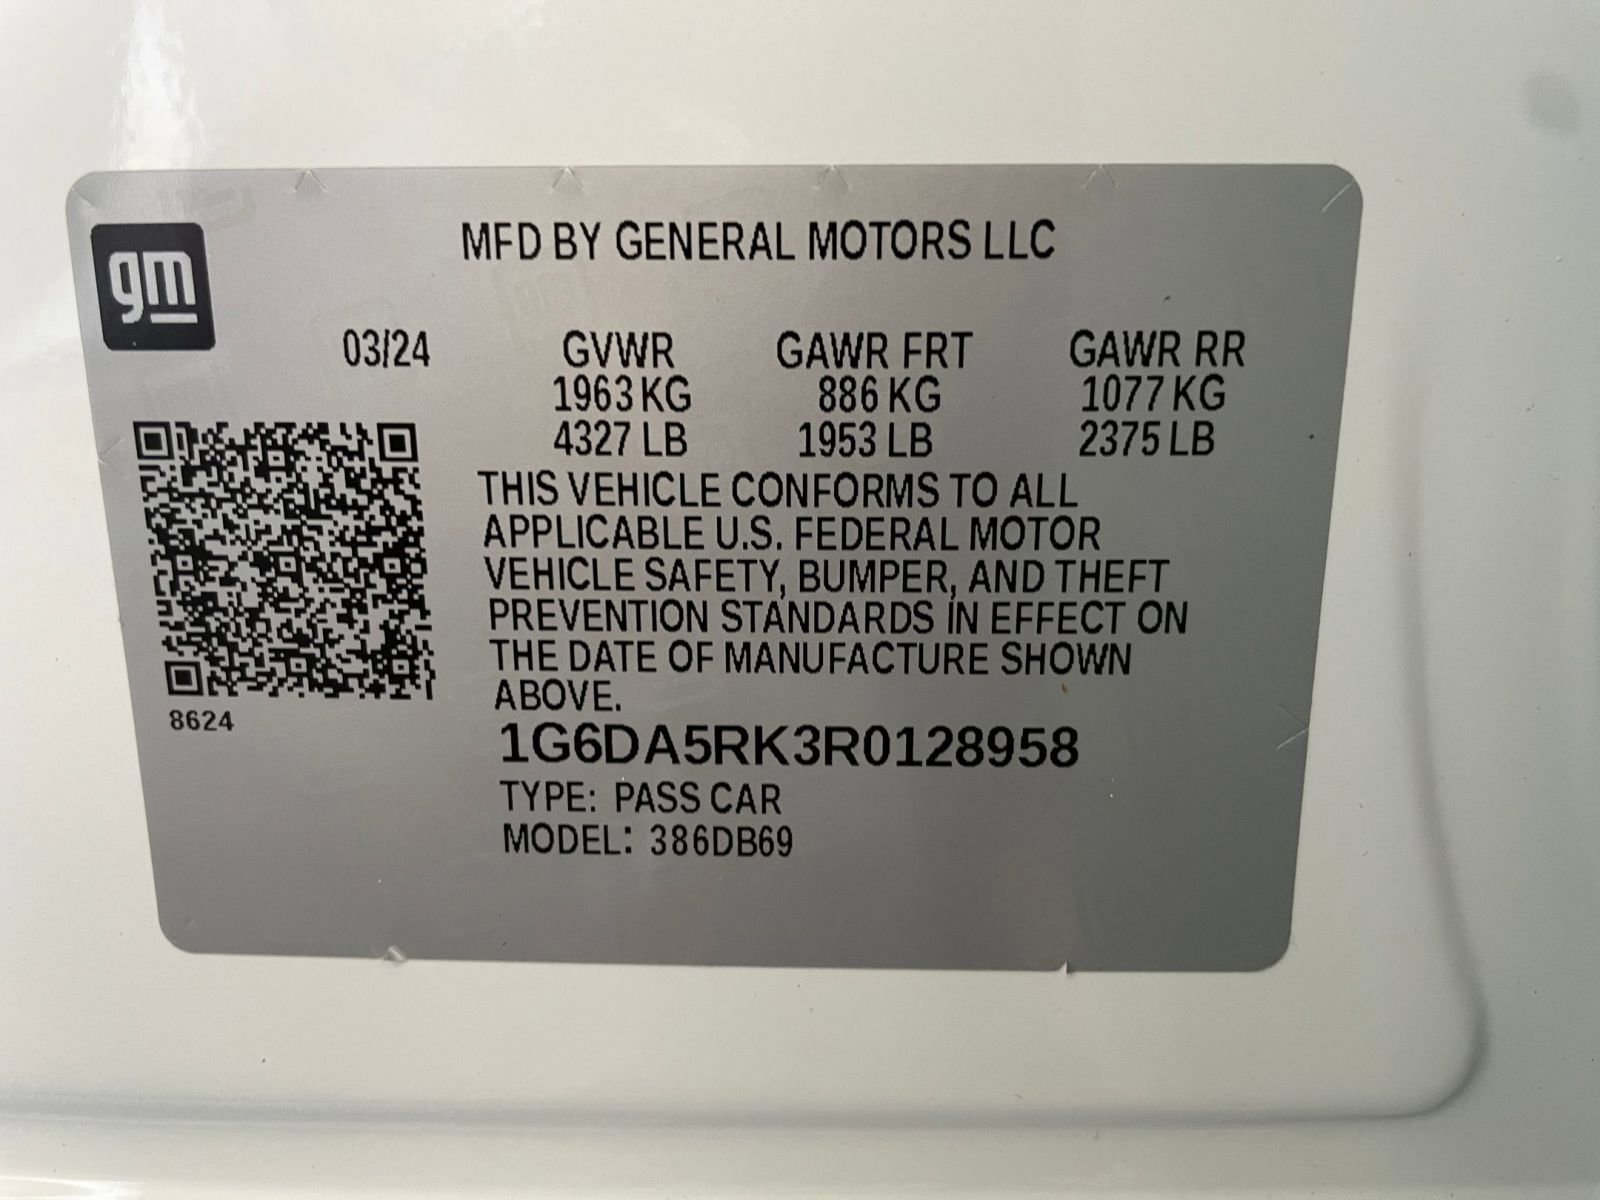 gm
MFD BY GENERAL MOTORS LLC
03/24 GVWR GAWR FRT GAWR RR
1963 KG 886 KG 1077 KG
4327 LB 1953 LB 2375 LB
THIS VEHICLE CONFORMS TO ALL
APPLICABLE U.S. FEDERAL MOTOR
VEHICLE SAFETY, BUMPER, AND THEFT
PREVENTION STANDARDS IN EFFECT ON
THE DATE OF MANUFACTURE SHOWN
ABOVE.
8624
1G6DA5RK3R0128958
TYPE: PASS CAR
MODEL: 386DB69